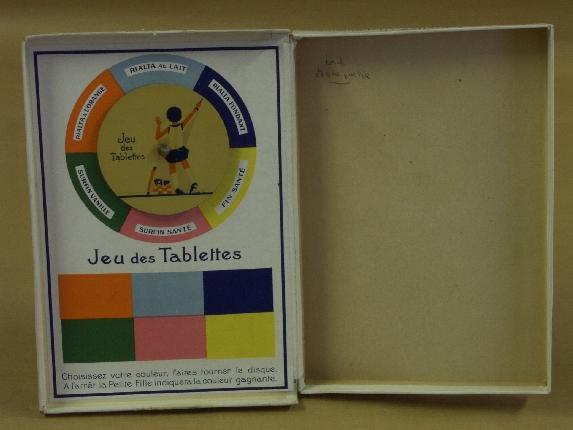 RIALTA AU LAIT
RIALTA FONDANT
FIN SANTÉ
SURFIN SANTÉ
SURFIN VANILLE
RIALTA À L'ORANGE
Jeu
des
Tablettes
Jeu des Tablettes
Choisissez votre couleur, faites tourner le disque.
A l'arrêt la Petite Fille indiquera la couleur gagnante.